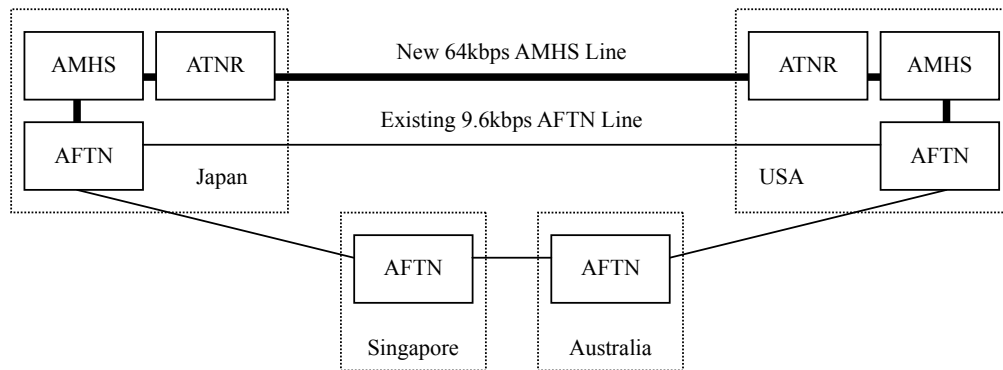 New 64kbps AMHS Line
AMHS
ATNR
ATNR
AMHS
Existing 9.6kbps AFTN Line
AFTN
AFTN
Japan
USA
AFTN
AFTN
Singapore
Australia